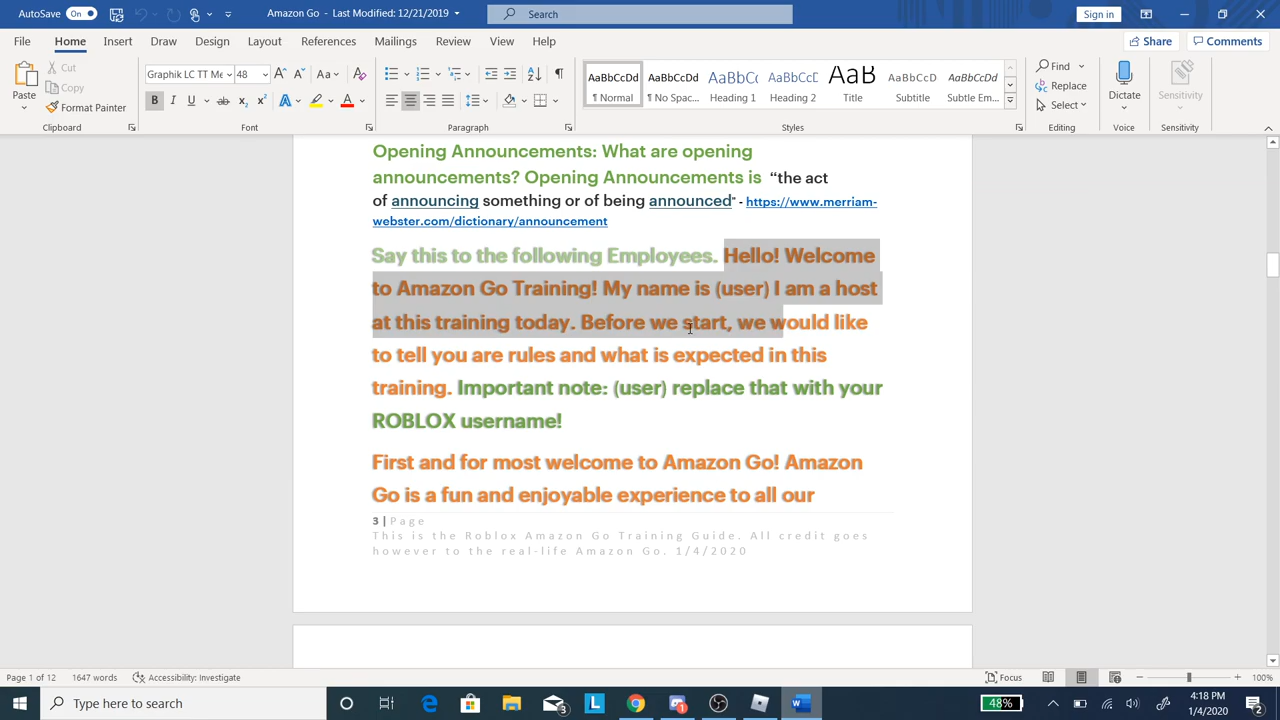 AutoSave On Amazon Go - Last Modified: 12/21/2019 Search Sign in
File Home Insert Draw Design Layout References Mailings Review View Help Share Comments
Paste Cut Copy Format Painter
Clipboard
Graphik LC TT Me 48 Aa
B I U ab x2 x2 A A
Font
Paragraph
AaBbCcDd AaBbCcDd AaBbCc AaBbCcD AaB AaBbCcD AaBbCcDd
¶ Normal ¶ No Spac... Heading 1 Heading 2 Title Subtitle Subtle Em...
Styles
Find Replace Select
Editing
Dictate
Voice
Sensitivity
Sensitivity
Opening Announcements: What are opening
announcements? Opening Announcements is “the act
of announcing something or of being announced" - https://www.merriam-
webster.com/dictionary/announcement
Say this to the following Employees. Hello! Welcome
to Amazon Go Training! My name is (user) I am a host
at this training today. Before we start, we would like
to tell you are rules and what is expected in this
training. Important note: (user) replace that with your
ROBLOX username!
First and for most welcome to Amazon Go! Amazon
Go is a fun and enjoyable experience to all our
3 | Page
This is the Roblox Amazon Go Training Guide. All credit goes
however to the real-life Amazon Go. 1/4/2020
Page 1 of 12 1647 words Accessibility: Investigate Focus 100%
Type here to search 3 L 1 W 48% 4:18 PM
1/4/2020 2